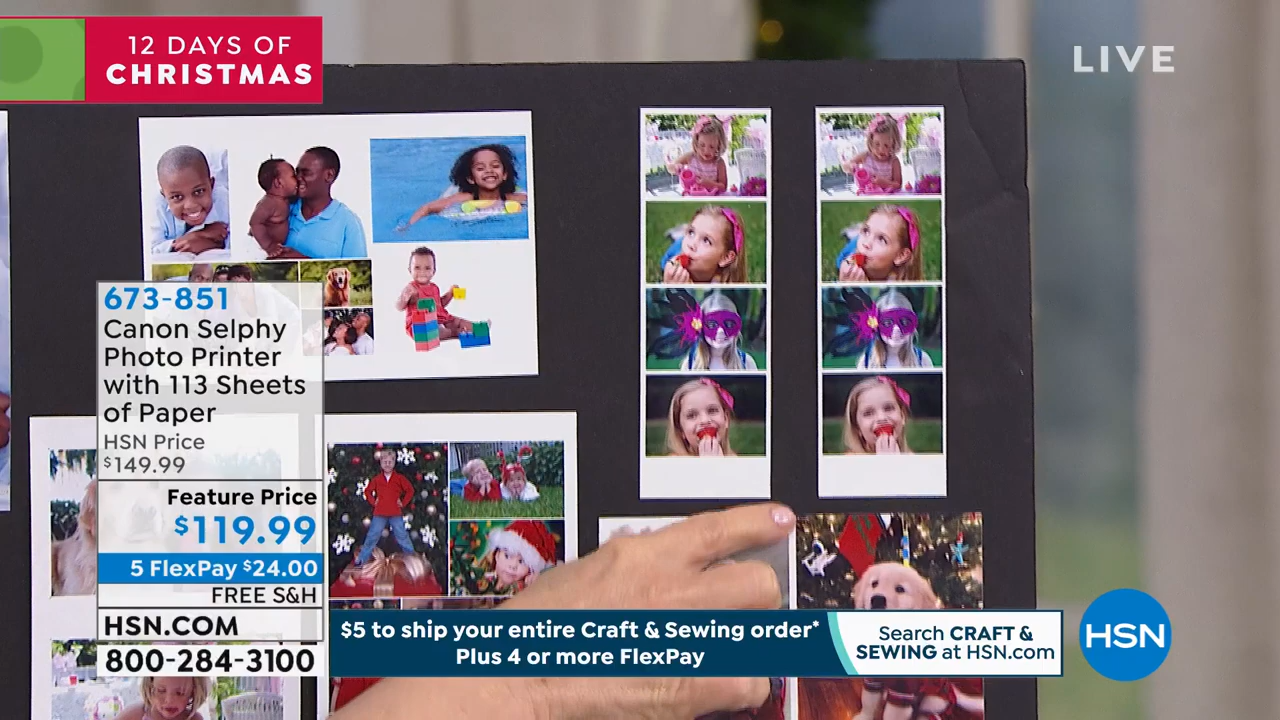 12 DAYS OF
CHRISTMAS
LIVE
673-851
Canon Selphy
Photo Printer
with 113 Sheets
of Paper
HSN Price
$149.99
Feature Price
$119.99
5 FlexPay $24.00
FREE S&H
HSN.COM
800-284-3100
$5 to ship your entire Craft & Sewing order*
Plus 4 or more FlexPay
Search CRAFT &
SEWING at HSN.com
HSN